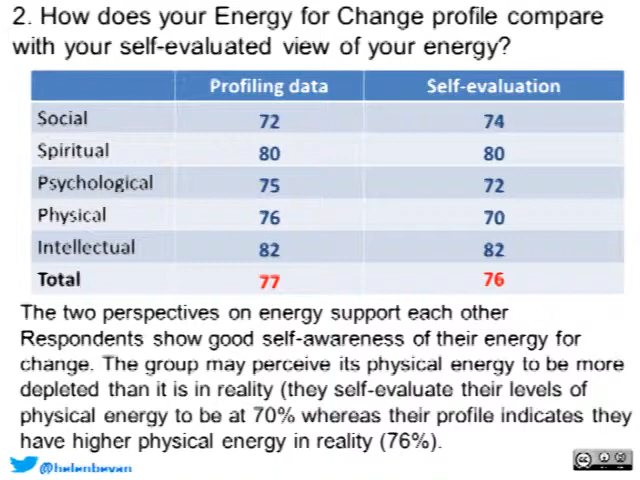 2. How does your Energy for Change profile compare
with your self-evaluated view of your energy?
Profiling data Self-evaluation
Social 72 74
Spiritual 80 80
Psychological 75 72
Physical 76 70
Intellectual 82 82
Total 77 76
The two perspectives on energy support each other
Respondents show good self-awareness of their energy for
change. The group may perceive its physical energy to be more
depleted than it is in reality (they self-evaluate their levels of
physical energy to be at 70% whereas their profile indicates they
have higher physical energy in reality (76%).
@helenbevan
cc